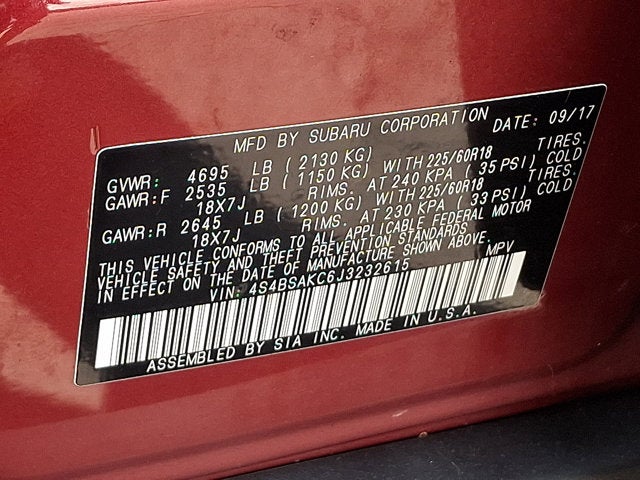 MFD BY SUBARU CORPORATION DATE: 09/17
GVWR: 4695 LB (2130 KG)
GAWR:F 2535 LB (1150 KG) WITH 225/60R18 TIRES,
18X7J RIMS, AT 240 KPA (35 PSI) COLD
GAWR:R 2645 LB (1200 KG) WITH 225/60R18 TIRES,
18X7J RIMS, AT 230 KPA (33 PSI) COLD
THIS VEHICLE CONFORMS TO ALL APPLICABLE FEDERAL MOTOR
VEHICLE SAFETY AND THEFT PREVENTION STANDARDS
IN EFFECT ON THE DATE OF MANUFACTURE SHOWN ABOVE.
VIN: 4S4BSAKC6J3232615 MPV
ASSEMBLED BY SIA INC. MADE IN U.S.A.